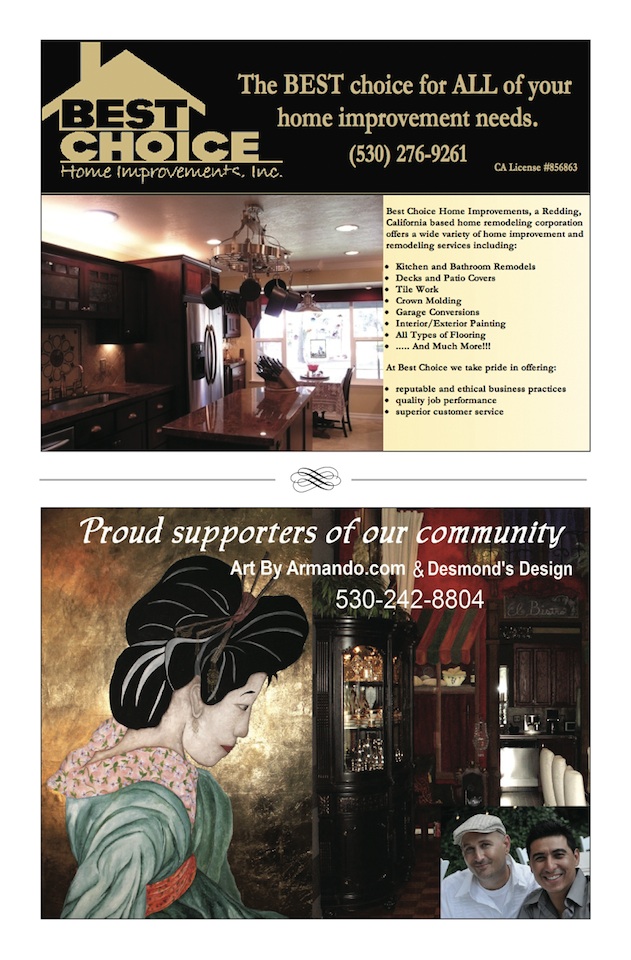 BEST
CHOICE
Home Improvements, Inc.
The BEST choice for ALL of your
home improvement needs.
(530) 276-9261
CA License #856863
Best Choice Home Improvements, a Redding,
California based home remodeling corporation
offers a wide variety of home improvement and
remodeling services including:
• Kitchen and Bathroom Remodels
• Decks and Patio Covers
• Tile Work
• Crown Molding
• Garage Conversions
• Interior/Exterior Painting
• All Types of Flooring
• ..... And Much More!!!
At Best Choice we take pride in offering:
• reputable and ethical business practices
• quality job performance
• superior customer service
Proud supporters of our community
Art By Armando.com & Desmond's Design
530-242-8804
Bistro